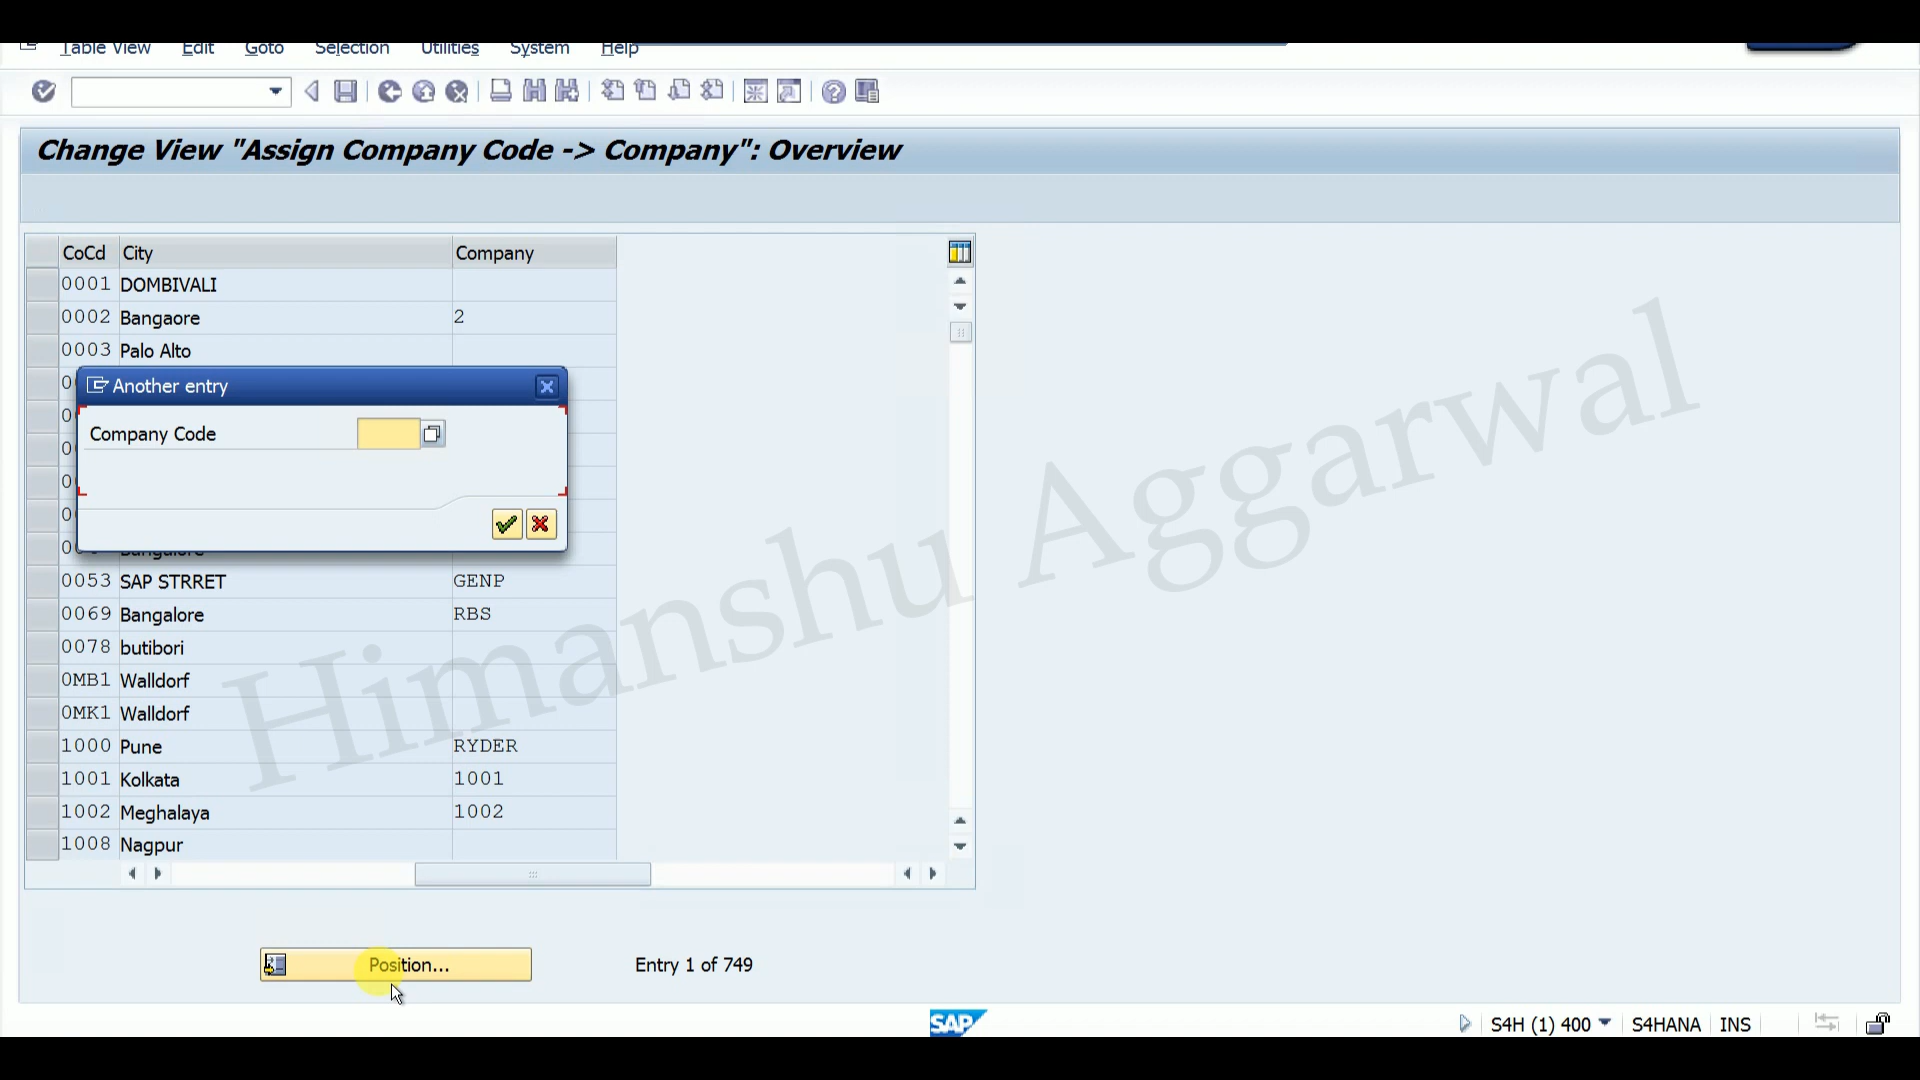 Table View Edit Goto Selection Utilities System Help
Change View "Assign Company Code -> Company": Overview
CoCd City Company
0001 DOMBIVALI
0002 Bangaore 2
0003 Palo Alto
Another entry
Company Code
Bangalore
0053 SAP STRRET GENP
0069 Bangalore RBS
0078 butibori
0MB1 Walldorf
0MK1 Walldorf
1000 Pune RYDER
1001 Kolkata 1001
1002 Meghalaya 1002
1008 Nagpur
Himanshu Aggarwal
Position... Entry 1 of 749
SAP S4H (1) 400 S4HANA INS